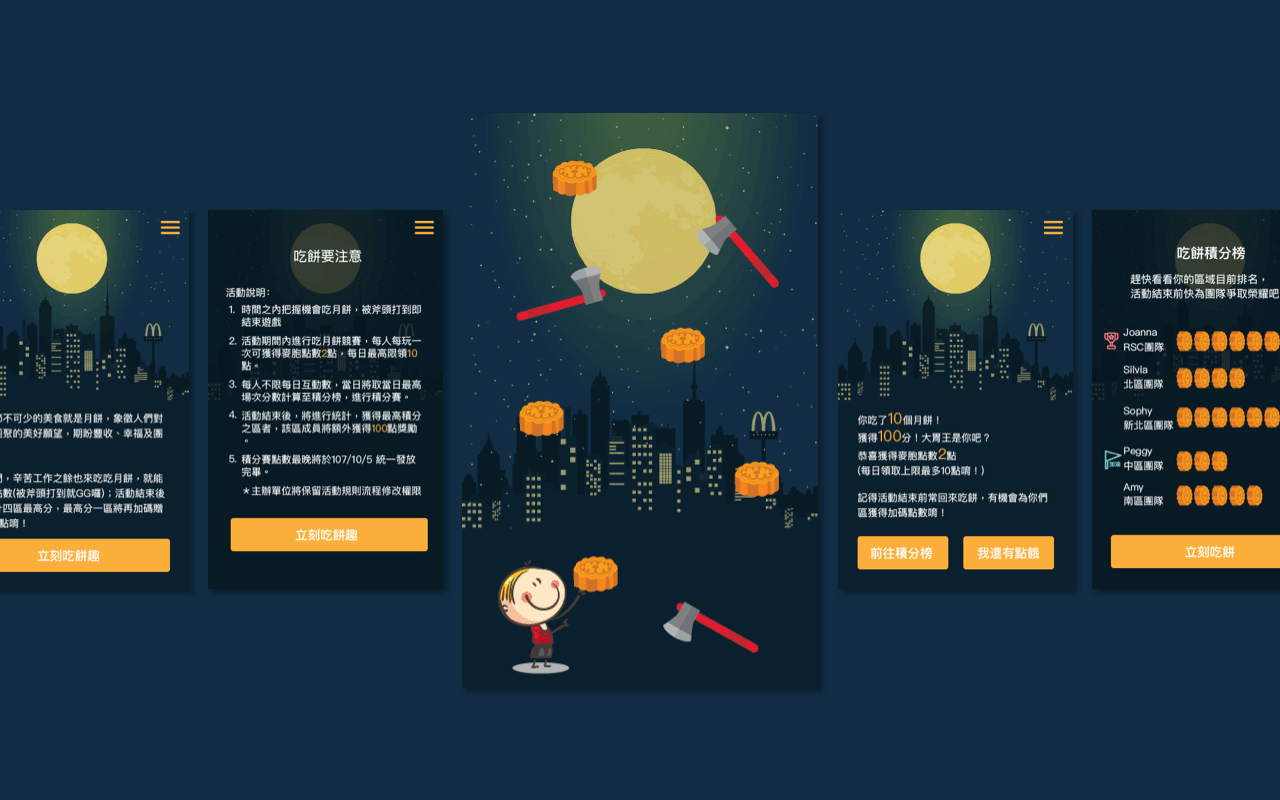 節不可少的美食就是月餅，象徵人們對
團聚的美好願望，期盼豐收、幸福及團
，辛苦工作之餘也來吃吃月餅，就能
點數(被斧頭打到就GG囉)；活動結束後
四區最高分，最高分一區將再加碼贈
點唷！
立刻吃餅趣
吃餅要注意
活動說明：
1. 時間之內把握機會吃月餅，被斧頭打到即
結束遊戲
2. 活動期間內進行吃月餅競賽，每人每玩一
次可獲得麥胞點數2點，每日最高限領10
點。
3. 每人不限每日互動數，當日將取當日最高
場次分數計算至積分榜，進行積分賽。
4. 活動結束後，將進行統計，獲得最高積分
之區者，該區成員將額外獲得100點獎勵
。
5. 積分賽點數最晚將於107/10/5 統一發放
完畢。
＊主辦單位將保留活動規則流程修改權限
立刻吃餅趣
你吃了10個月餅！
獲得100分！大胃王是你吧？
恭喜獲得麥胞點數2點
(每日領取上限最多10點唷！)
記得活動結束前常回來吃餅，有機會為你們
區獲得加碼點數唷！
前往積分榜
我還有點餓
吃餅積分榜
趕快看看你的區域目前排名，
活動結束前快為團隊爭取榮耀吧
Joanna
RSC團隊
Silvia
北區團隊
Sophy
新北區團隊
Peggy
中區團隊
Amy
南區團隊
立刻吃餅